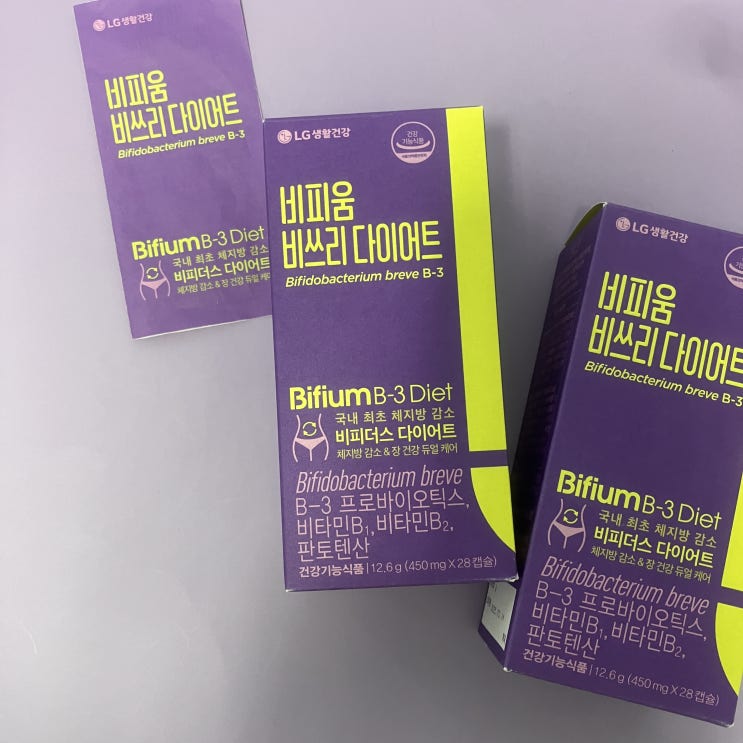 LG생활건강
비피움
비쓰리 다이어트
Bifidobacterium breve B-3
Bifium B-3 Diet
국내 최초 체지방 감소
비피더스 다이어트
체지방 감소 & 장 건강 듀얼 케어
LG생활건강
건강
기능식품
비피움
비쓰리 다이어트
Bifidobacterium breve B-3
Bifium B-3 Diet
국내 최초 체지방 감소
비피더스 다이어트
체지방 감소 & 장 건강 듀얼 케어
Bifidobacterium breve
B-3 프로바이오틱스,
비타민B1, 비타민B2,
판토텐산
건강기능식품 | 12.6 g (450 mg X 28캡슐)
LG생활건강
비피움
비쓰리 다이어트
Bifidobacterium breve B-3
Bifium B-3 Diet
국내 최초 체지방 감소
비피더스 다이어트
체지방 감소 & 장 건강 듀얼 케어
Bifidobacterium breve
B-3 프로바이오틱스,
비타민B1, 비타민B2,
판토텐산
건강기능식품 | 12.6 g (450 mg X 28캡슐)